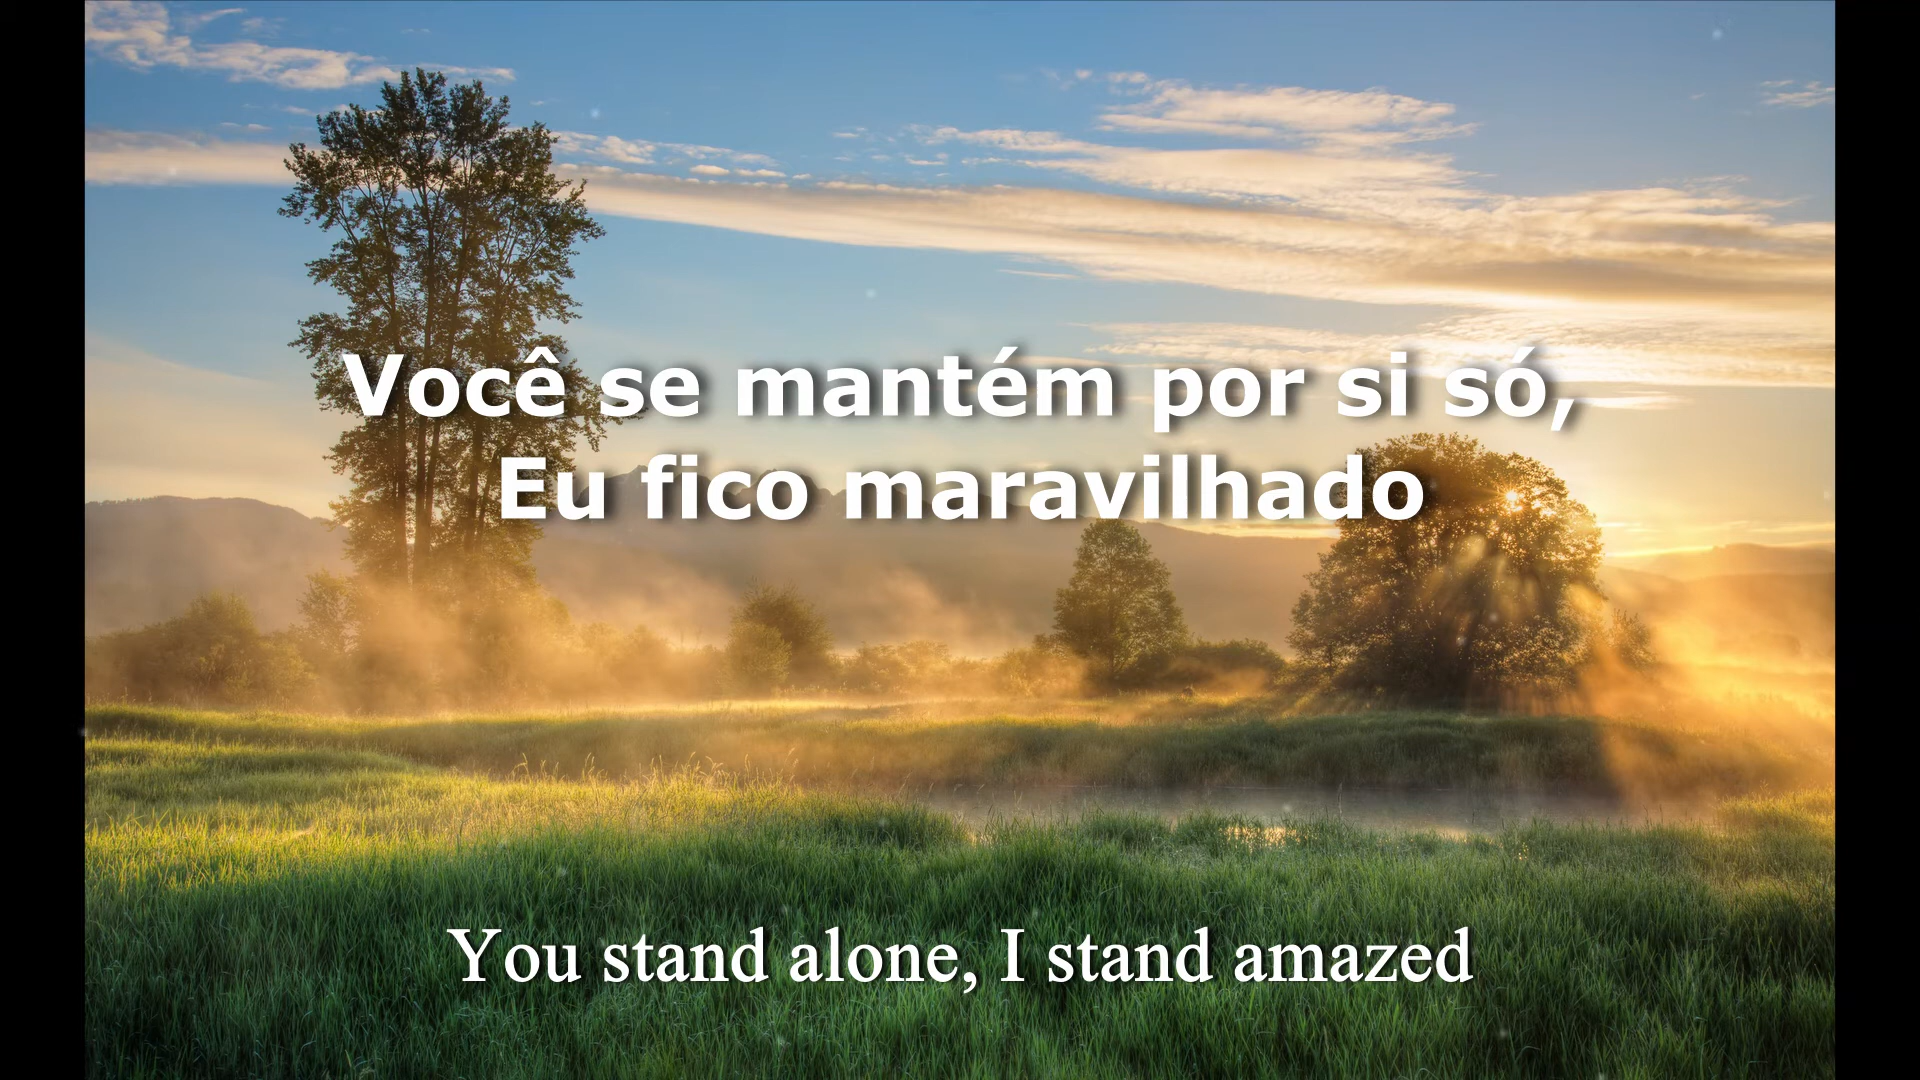 Você se mantém por si só,
Eu fico maravilhado
You stand alone, I stand amazed